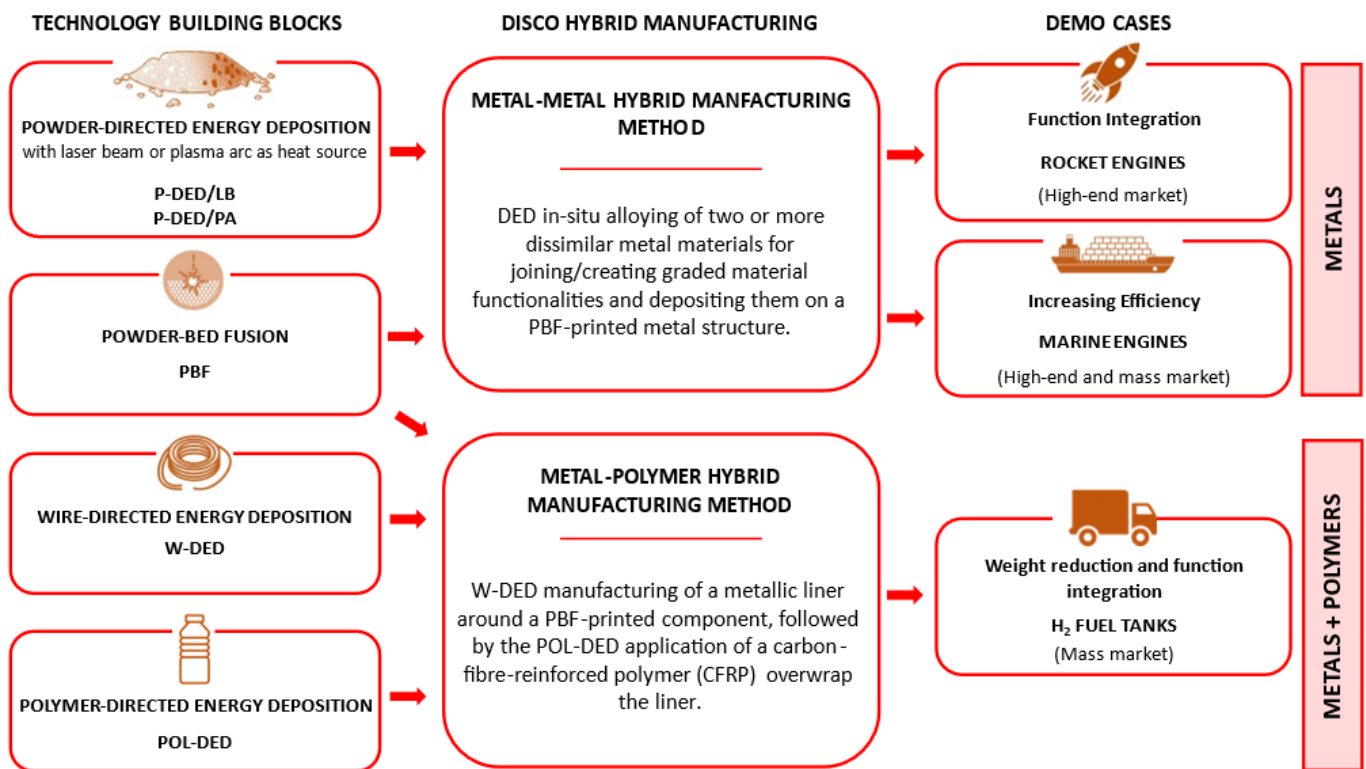 TECHNOLOGY BUILDING BLOCKS
POWDER-DIRECTED ENERGY DEPOSITION
with laser beam or plasma arc as heat source
P-DED/LB
P-DED/PA
POWDER-BED FUSION
PBF
WIRE-DIRECTED ENERGY DEPOSITION
W-DED
POLYMER-DIRECTED ENERGY DEPOSITION
POL-DED
DISCO HYBRID MANUFACTURING
METAL-METAL HYBRID MANFACTURING
METHOD
DED in-situ alloying of two or more
dissimilar metal materials for
joining/creating graded material
functionalities and depositing them on a
PBF-printed metal structure.
METAL-POLYMER HYBRID
MANUFACTURING METHOD
W-DED manufacturing of a metallic liner
around a PBF-printed component, followed
by the POL-DED application of a carbon-
fibre-reinforced polymer (CFRP) overwrap
the liner.
DEMO CASES
Function Integration
ROCKET ENGINES
(High-end market)
Increasing Efficiency
MARINE ENGINES
(High-end and mass market)
Weight reduction and function
integration
H₂ FUEL TANKS
(Mass market)
METALS
METALS + POLYMERS